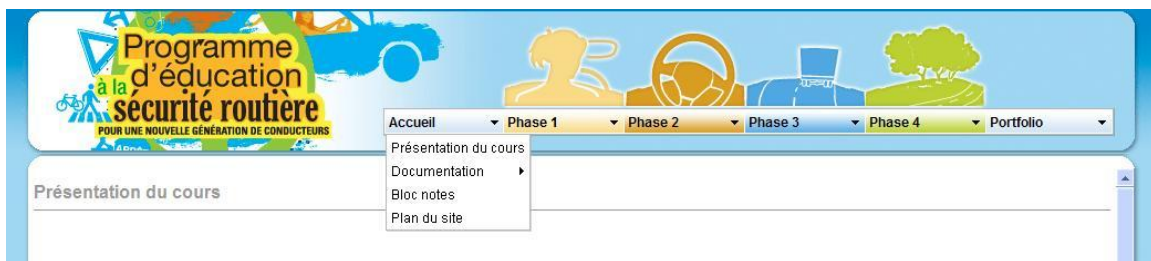 Programme
d'éducation
à la
sécurité routière
POUR UNE NOUVELLE GÉNÉRATION DE CONDUCTEURS
Accueil Phase 1 Phase 2 Phase 3 Phase 4 Portfolio
Présentation du cours
Documentation
Bloc notes
Plan du site
Présentation du cours